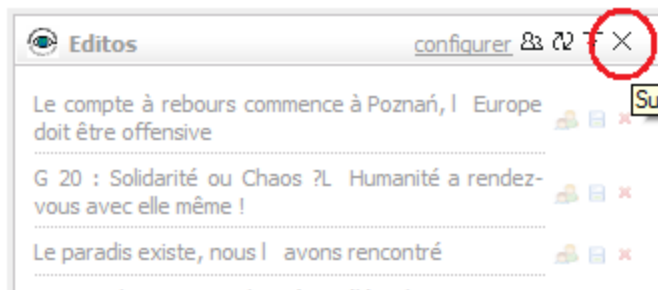 Editos
configurer
Le compte à rebours commence à Poznań, l Europe
doit être offensive
G 20 : Solidarité ou Chaos ?L Humanité a rendez-
vous avec elle même !
Le paradis existe, nous l avons rencontré